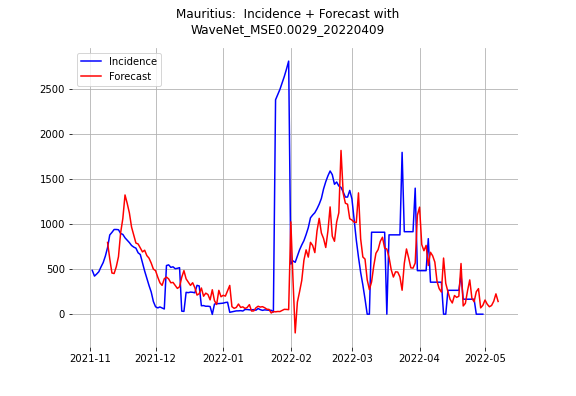 Mauritius:  Incidence + Forecast with
WaveNet_MSE0.0029_20220409
Incidence
Forecast
2500
2000
1500
1000
500
0
2021-11 2021-12 2022-01 2022-02 2022-03 2022-04 2022-05